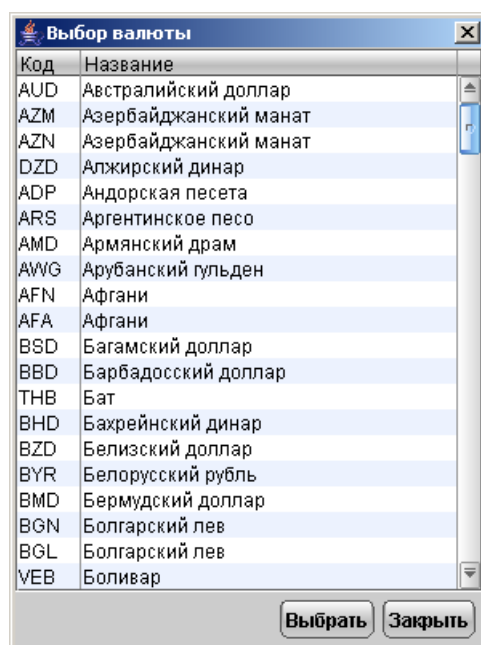 Выбор валюты
Код Название
AUD Австралийский доллар
AZM Азербайджанский манат
AZN Азербайджанский манат
DZD Алжирский динар
ADP Андорская песета
ARS Аргентинское песо
AMD Армянский драм
AWG Арубанский гульден
AFN Афгани
AFA Афгани
BSD Багамский доллар
BBD Барбадосский доллар
THB Бат
BHD Бахрейнский динар
BZD Белизский доллар
BYR Белорусский рубль
BMD Бермудский доллар
BGN Болгарский лев
BGL Болгарский лев
VEB Боливар
Выбрать Закрыть